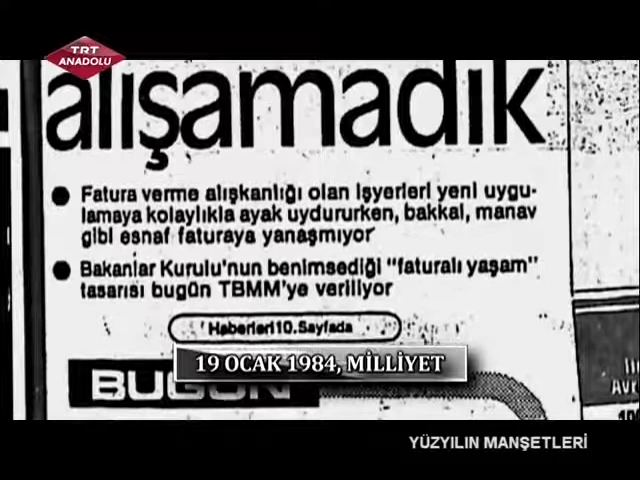 TRT
ANADOLU
alışamadık
● Fatura verme alışkanlığı olan işyerleri yeni uygu-
lamaya kolaylıkla ayak uydururken, bakkal, manav
gibi esnaf faturaya yanaşmıyor
● Bakanlar Kurulu'nun benimsediği "faturalı yaşam"
tasarısı bugün TBMM'ye veriliyor
Haberleri 10. Sayfada
19 OCAK 1984, MİLLİYET
BUGÜN
YÜZYILIN MANŞETLERİ